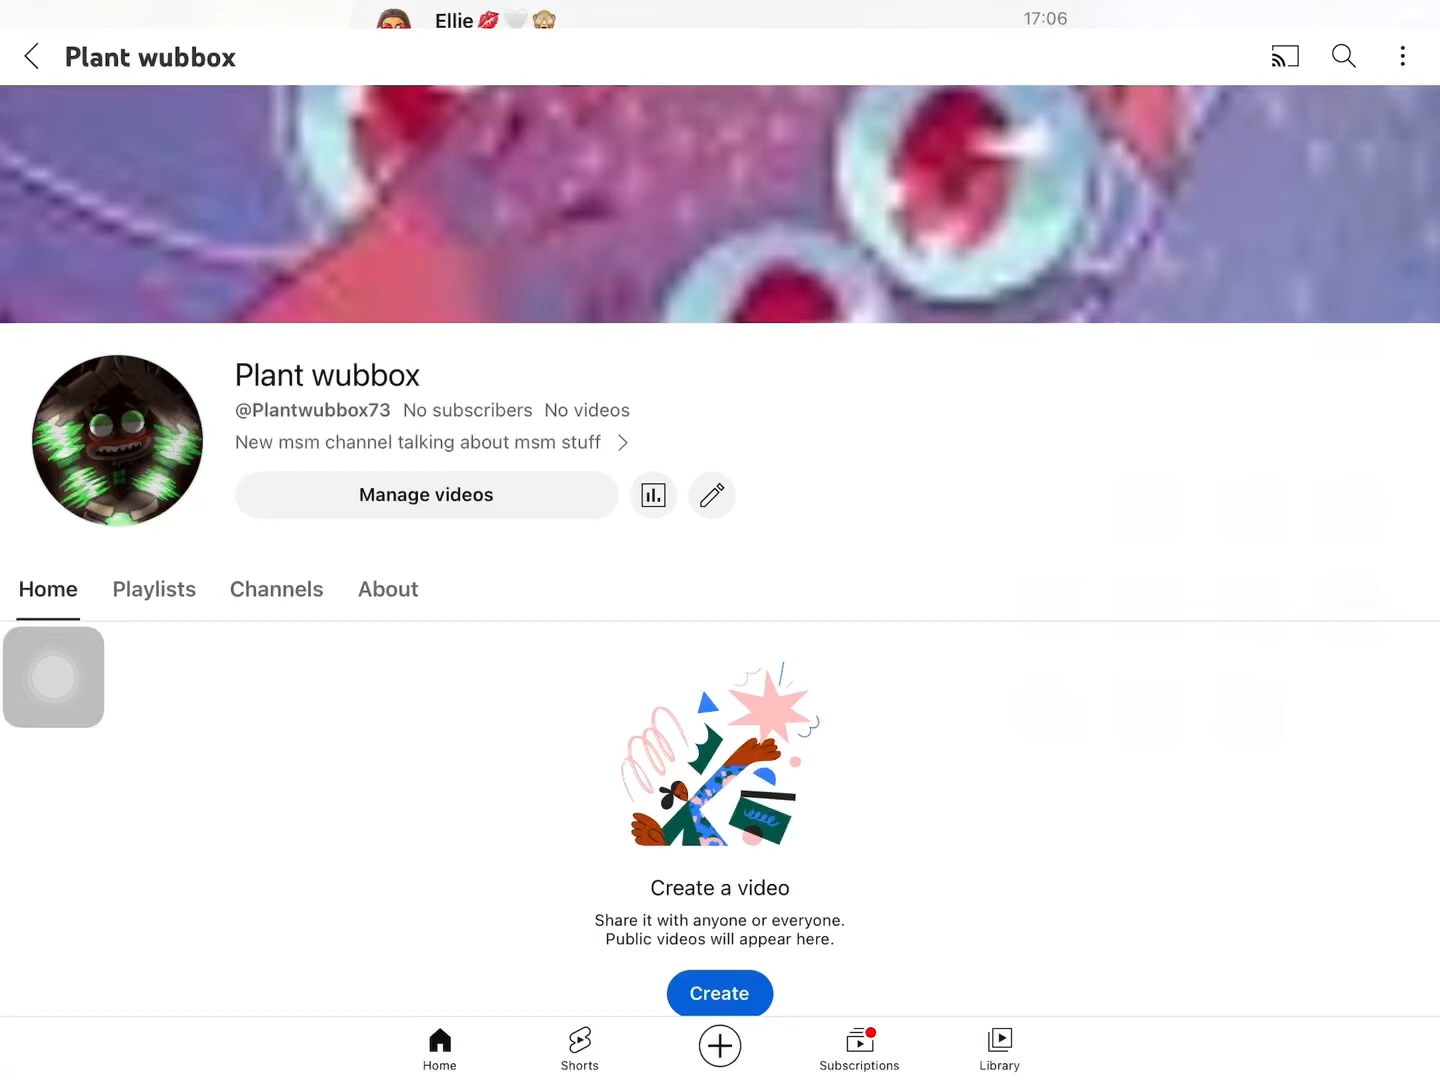 Ellie💋🤍🙈 17:06
Plant wubbox
Plant wubbox
@Plantwubbox73 No subscribers No videos
New msm channel talking about msm stuff
Manage videos
Home Playlists Channels About
Create a video
Share it with anyone or everyone.
Public videos will appear here.
Create
Home Shorts Subscriptions Library